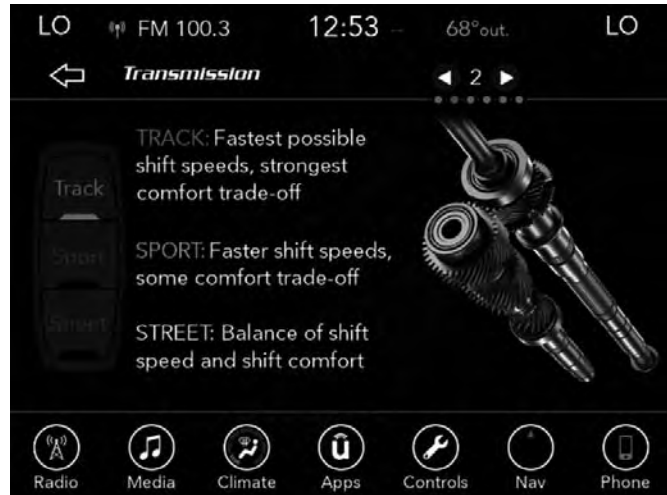 LO FM 100.3 12:53 -- 68°out. LO
Transmission
2
TRACK: Fastest possible
shift speeds, strongest
comfort trade-off
Track
SPORT: Faster shift speeds,
some comfort trade-off
Sport
STREET: Balance of shift
speed and shift comfort
Street
Radio Media Climate Apps Controls Nav Phone